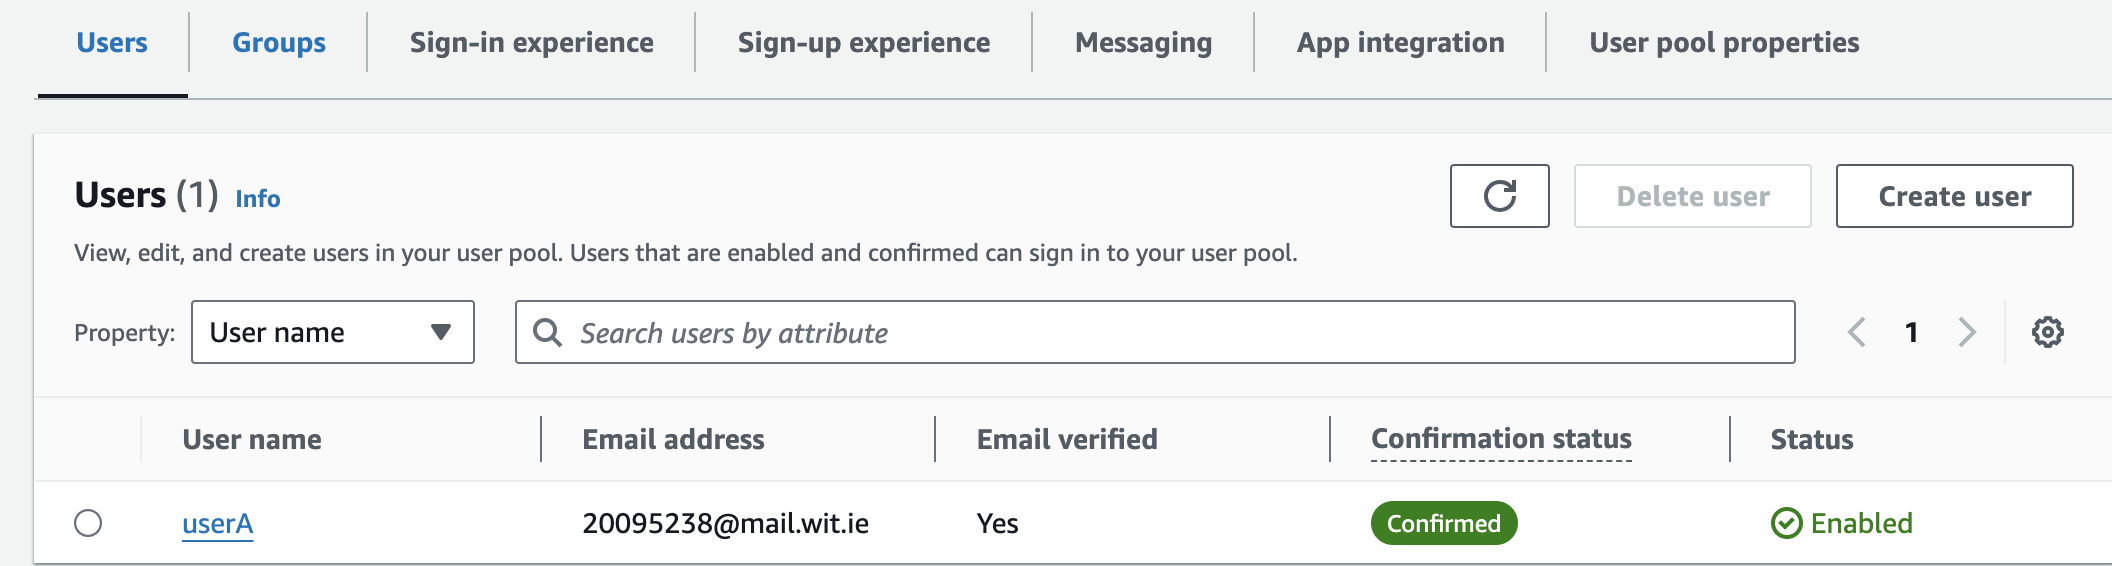 Users Groups Sign-in experience Sign-up experience Messaging App integration User pool properties
Users (1) Info
Delete user Create user
View, edit, and create users in your user pool. Users that are enabled and confirmed can sign in to your user pool.
Property: User name Search users by attribute 1
User name Email address Email verified Confirmation status Status
userA 20095238@mail.wit.ie Yes Confirmed Enabled